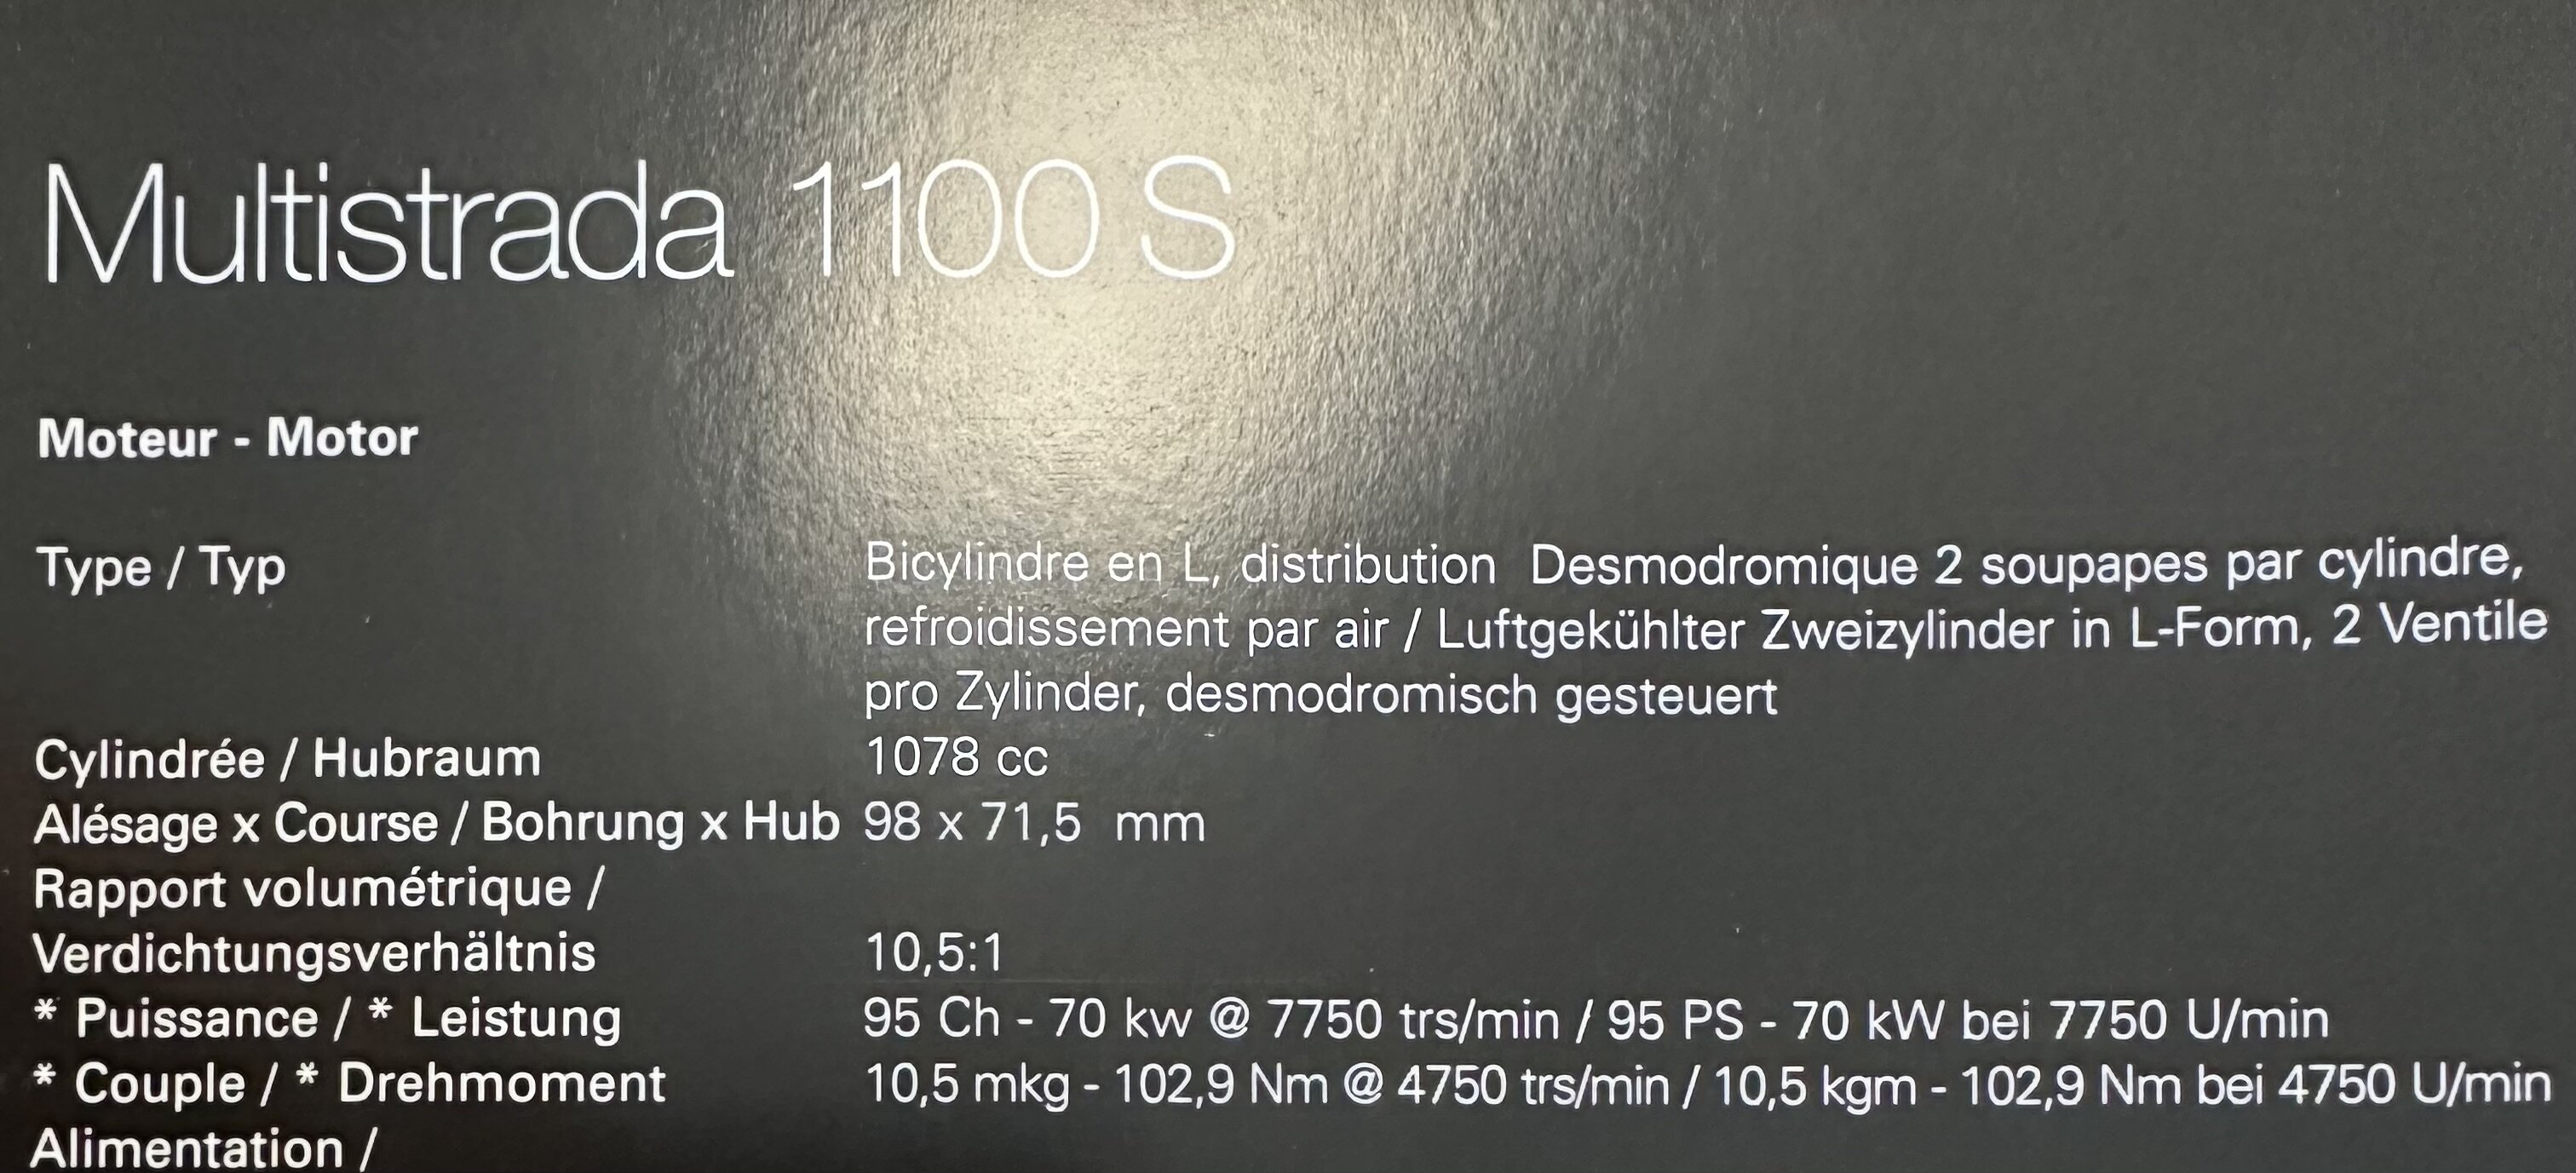 Multistrada 1100 S
Moteur - Motor
Type / Typ Bicylindre en L, distribution Desmodromique 2 soupapes par cylindre,
refroidissement par air / Luftgekühlter Zweizylinder in L-Form, 2 Ventile
pro Zylinder, desmodromisch gesteuert
Cylindrée / Hubraum 1078 cc
Alésage x Course / Bohrung x Hub 98 x 71,5 mm
Rapport volumétrique /
Verdichtungsverhältnis 10,5:1
* Puissance / * Leistung 95 Ch - 70 kw @ 7750 trs/min / 95 PS - 70 kW bei 7750 U/min
* Couple / * Drehmoment 10,5 mkg - 102,9 Nm @ 4750 trs/min / 10,5 kgm - 102,9 Nm bei 4750 U/min
Alimentation /